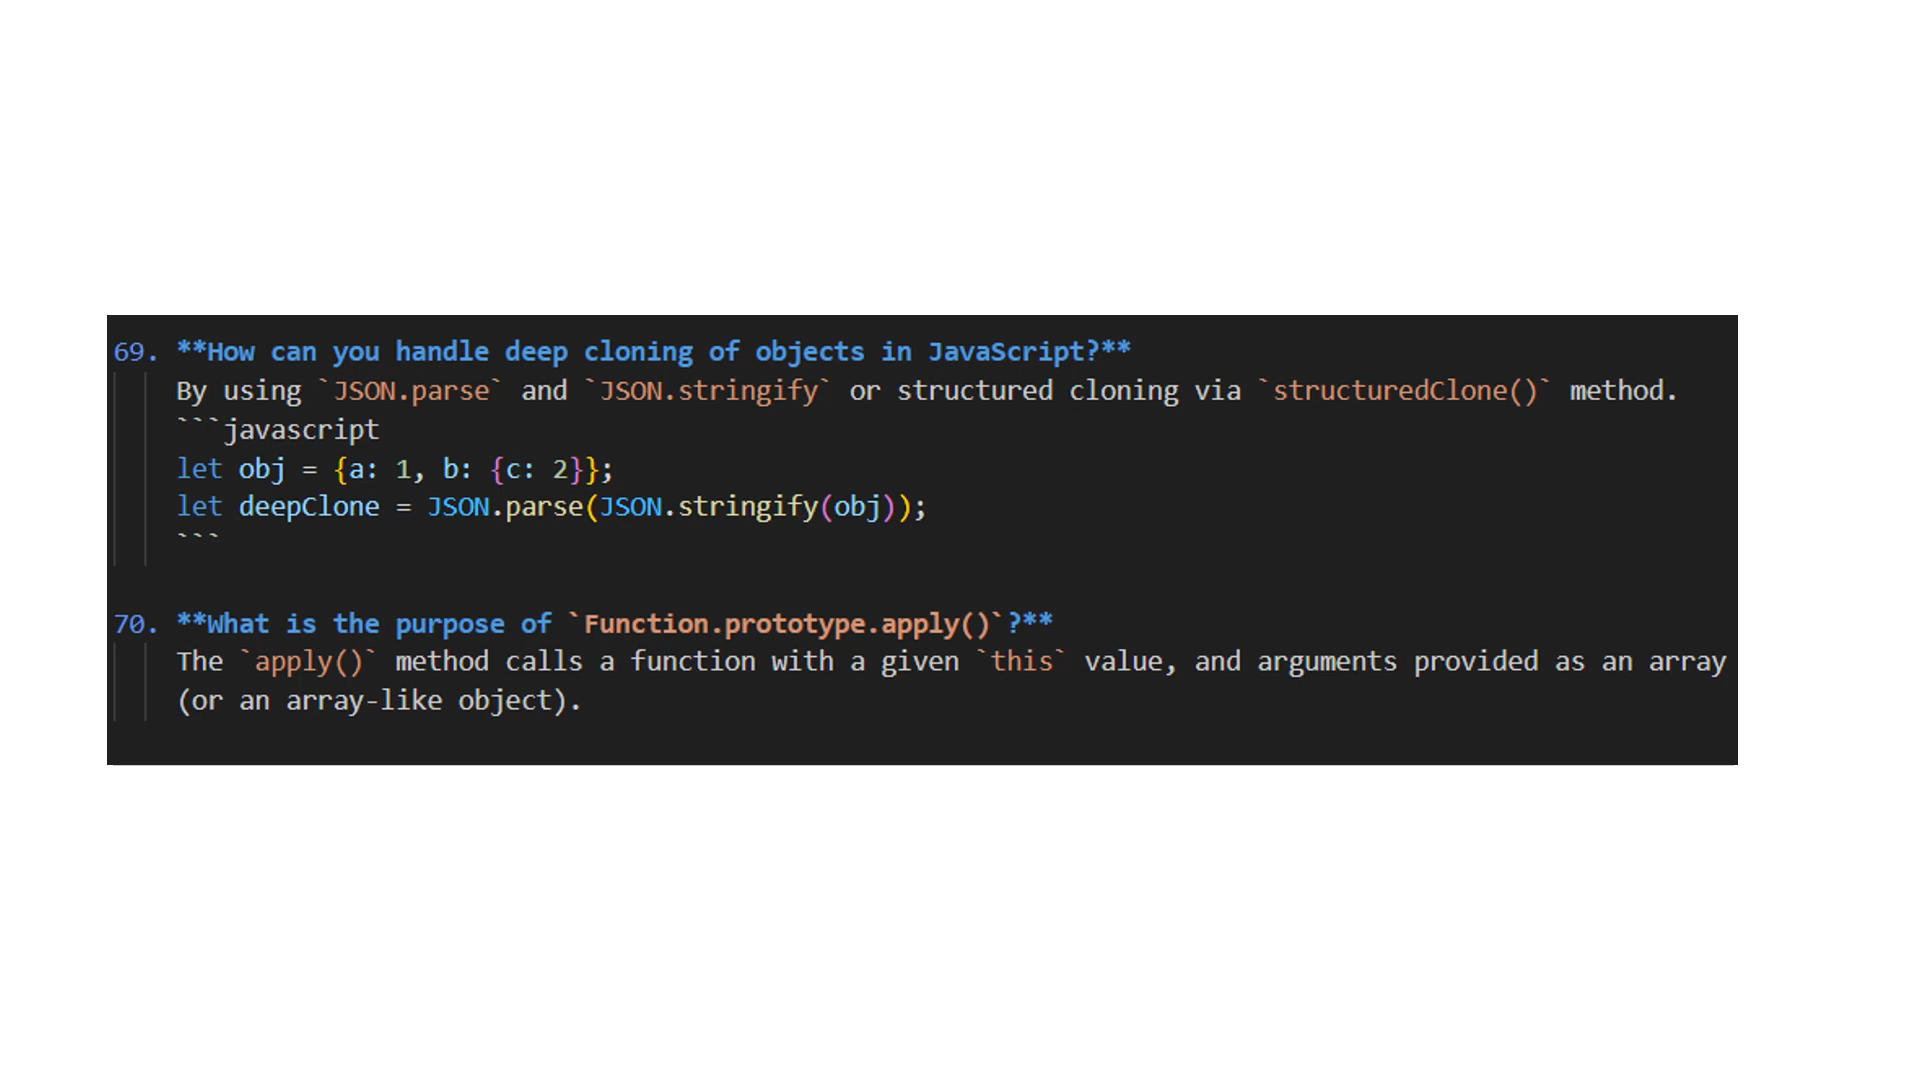 69. **How can you handle deep cloning of objects in JavaScript?**
By using `JSON.parse` and `JSON.stringify` or structured cloning via `structuredClone()` method.
```javascript
let obj = {a: 1, b: {c: 2}};
let deepClone = JSON.parse(JSON.stringify(obj));
```
70. **What is the purpose of `Function.prototype.apply()`?**
The `apply()` method calls a function with a given `this` value, and arguments provided as an array
(or an array-like object).